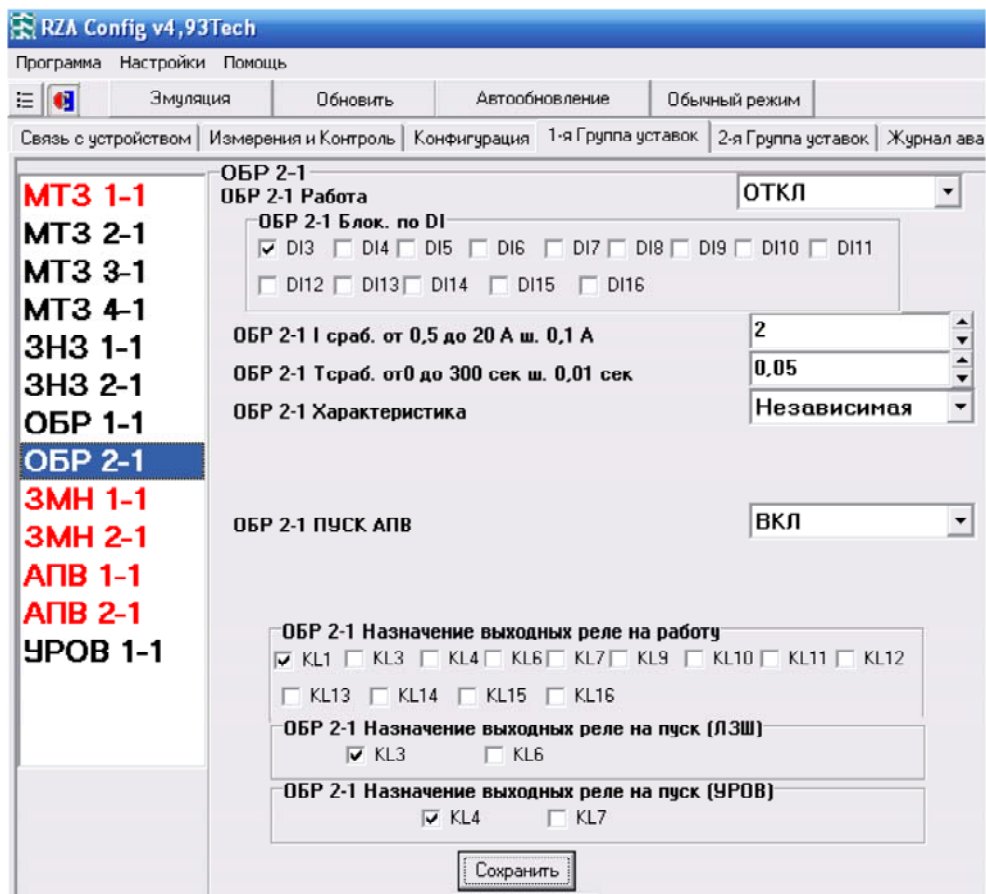 RZA Config v4,93Tech
Программа Настройки Помощь
Эмуляция Обновить Автообновление Обычный режим
Связь с устройством Измерения и Контроль Конфигурация 1-я Группа уставок 2-я Группа уставок Журнал ава
МТЗ 1-1
МТЗ 2-1
МТЗ 3-1
МТЗ 4-1
ЗНЗ 1-1
ЗНЗ 2-1
ОБР 1-1
ОБР 2-1
ЗМН 1-1
ЗМН 2-1
АПВ 1-1
АПВ 2-1
УРОВ 1-1
ОБР 2-1
ОБР 2-1 Работа ОТКЛ
ОБР 2-1 Блок. по DI
DI3 DI4 DI5 DI6 DI7 DI8 DI9 DI10 DI11
DI12 DI13 DI14 DI15 DI16
ОБР 2-1 I сраб. от 0,5 до 20 А ш. 0,1 А 2
ОБР 2-1 Тсраб. от0 до 300 сек ш. 0,01 сек 0,05
ОБР 2-1 Характеристика Независимая
ОБР 2-1 ПУСК АПВ ВКЛ
ОБР 2-1 Назначение выходных реле на работу
KL1 KL3 KL4 KL6 KL7 KL9 KL10 KL11 KL12
KL13 KL14 KL15 KL16
ОБР 2-1 Назначение выходных реле на пуск (ЛЗШ)
KL3 KL6
ОБР 2-1 Назначение выходных реле на пуск (УРОВ)
KL4 KL7
Сохранить